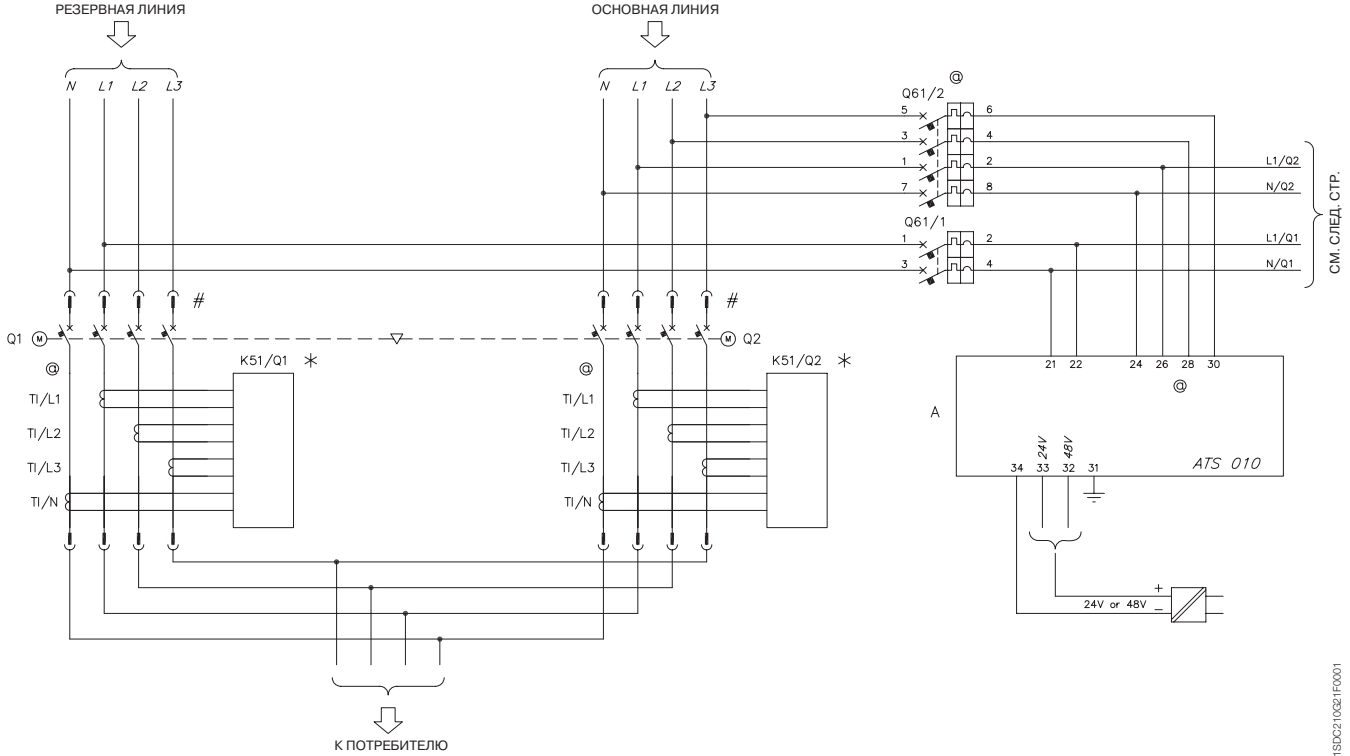 РЕЗЕРВНАЯ ЛИНИЯ
ОСНОВНАЯ ЛИНИЯ
N L1 L2 L3
N L1 L2 L3
@
Q61/2
5 6
3 4
1 2 L1/Q2
7 8 N/Q2
Q61/1
1 2 L1/Q1
3 4 N/Q1
СМ. СЛЕД. СТР.
#
#
Q1 M
M Q2
@
K51/Q1 *
@
K51/Q2 *
TI/L1
TI/L2
TI/L3
TI/N
TI/L1
TI/L2
TI/L3
TI/N
21 22 24 26 28 30
@
A
24V 48V
34 33 32 31
ATS 010
+
24V or 48V –
К ПОТРЕБИТЕЛЮ
1SDC210G21F0001